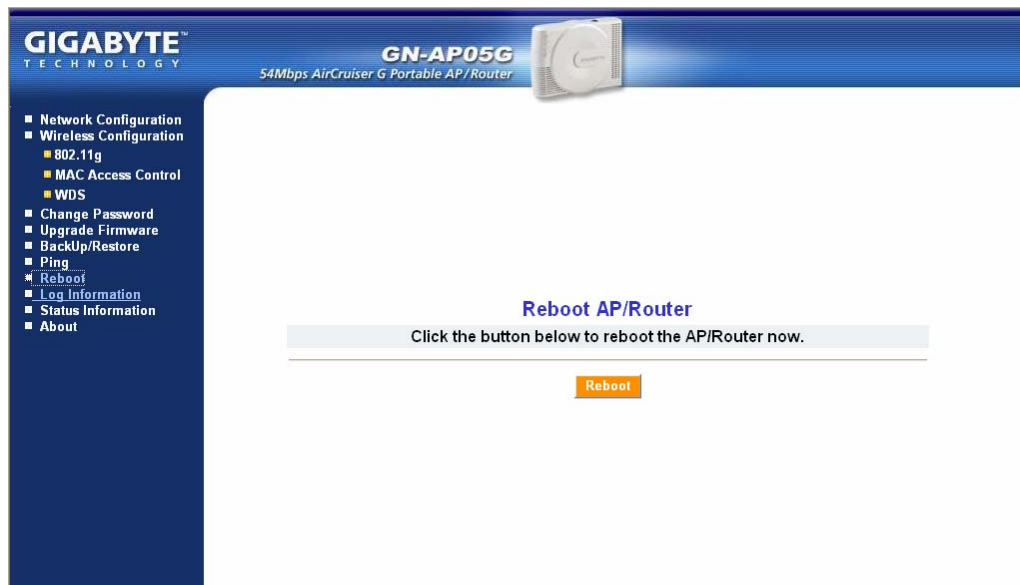 GIGABYTE™
TECHNOLOGY
GN-AP05G
54Mbps AirCruiser G Portable AP/Router
Network Configuration
Wireless Configuration
802.11g
MAC Access Control
WDS
Change Password
Upgrade Firmware
BackUp/Restore
Ping
Reboot
Log Information
Status Information
About
Reboot AP/Router
Click the button below to reboot the AP/Router now.
Reboot